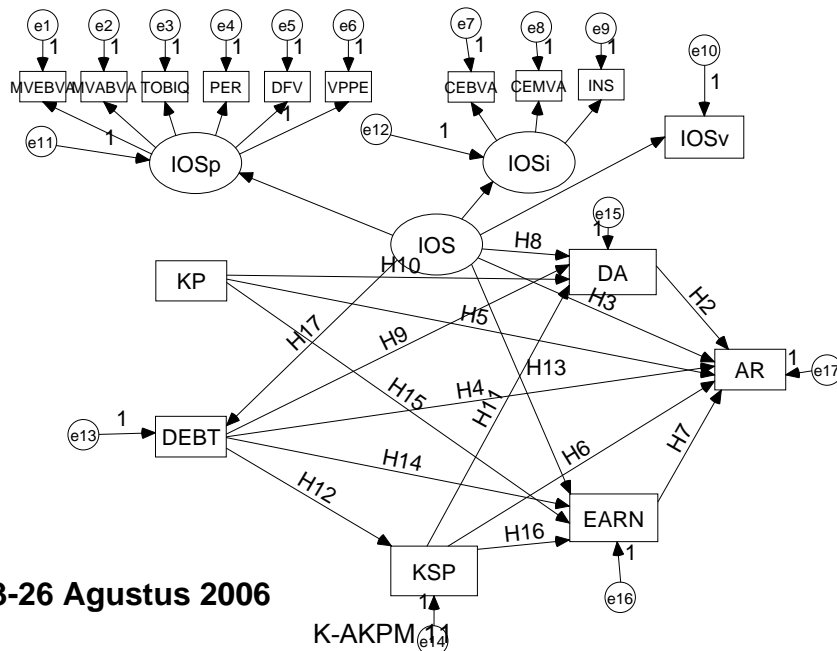 e1 e2 e3 e4 e5 e6 e7 e8 e9 e10
1 1 1 1 1 1 1 1 1 1
MVEBVA MVABVA TOBIQ PER DFV VPPE CEBVA CEMVA INS
IOSv
e11 1 1 e12 1
IOSp IOSi
e15
1
IOS H8
DA
KP H10
H3 H2
H5
H17 H9
AR 1 e17
H13
H15 H4 H11
1
e13 DEBT
H6 H7
H14
H12
EARN
H16
KSP 1
1 e16
3-26 Agustus 2006
K-AKPM 11
e14